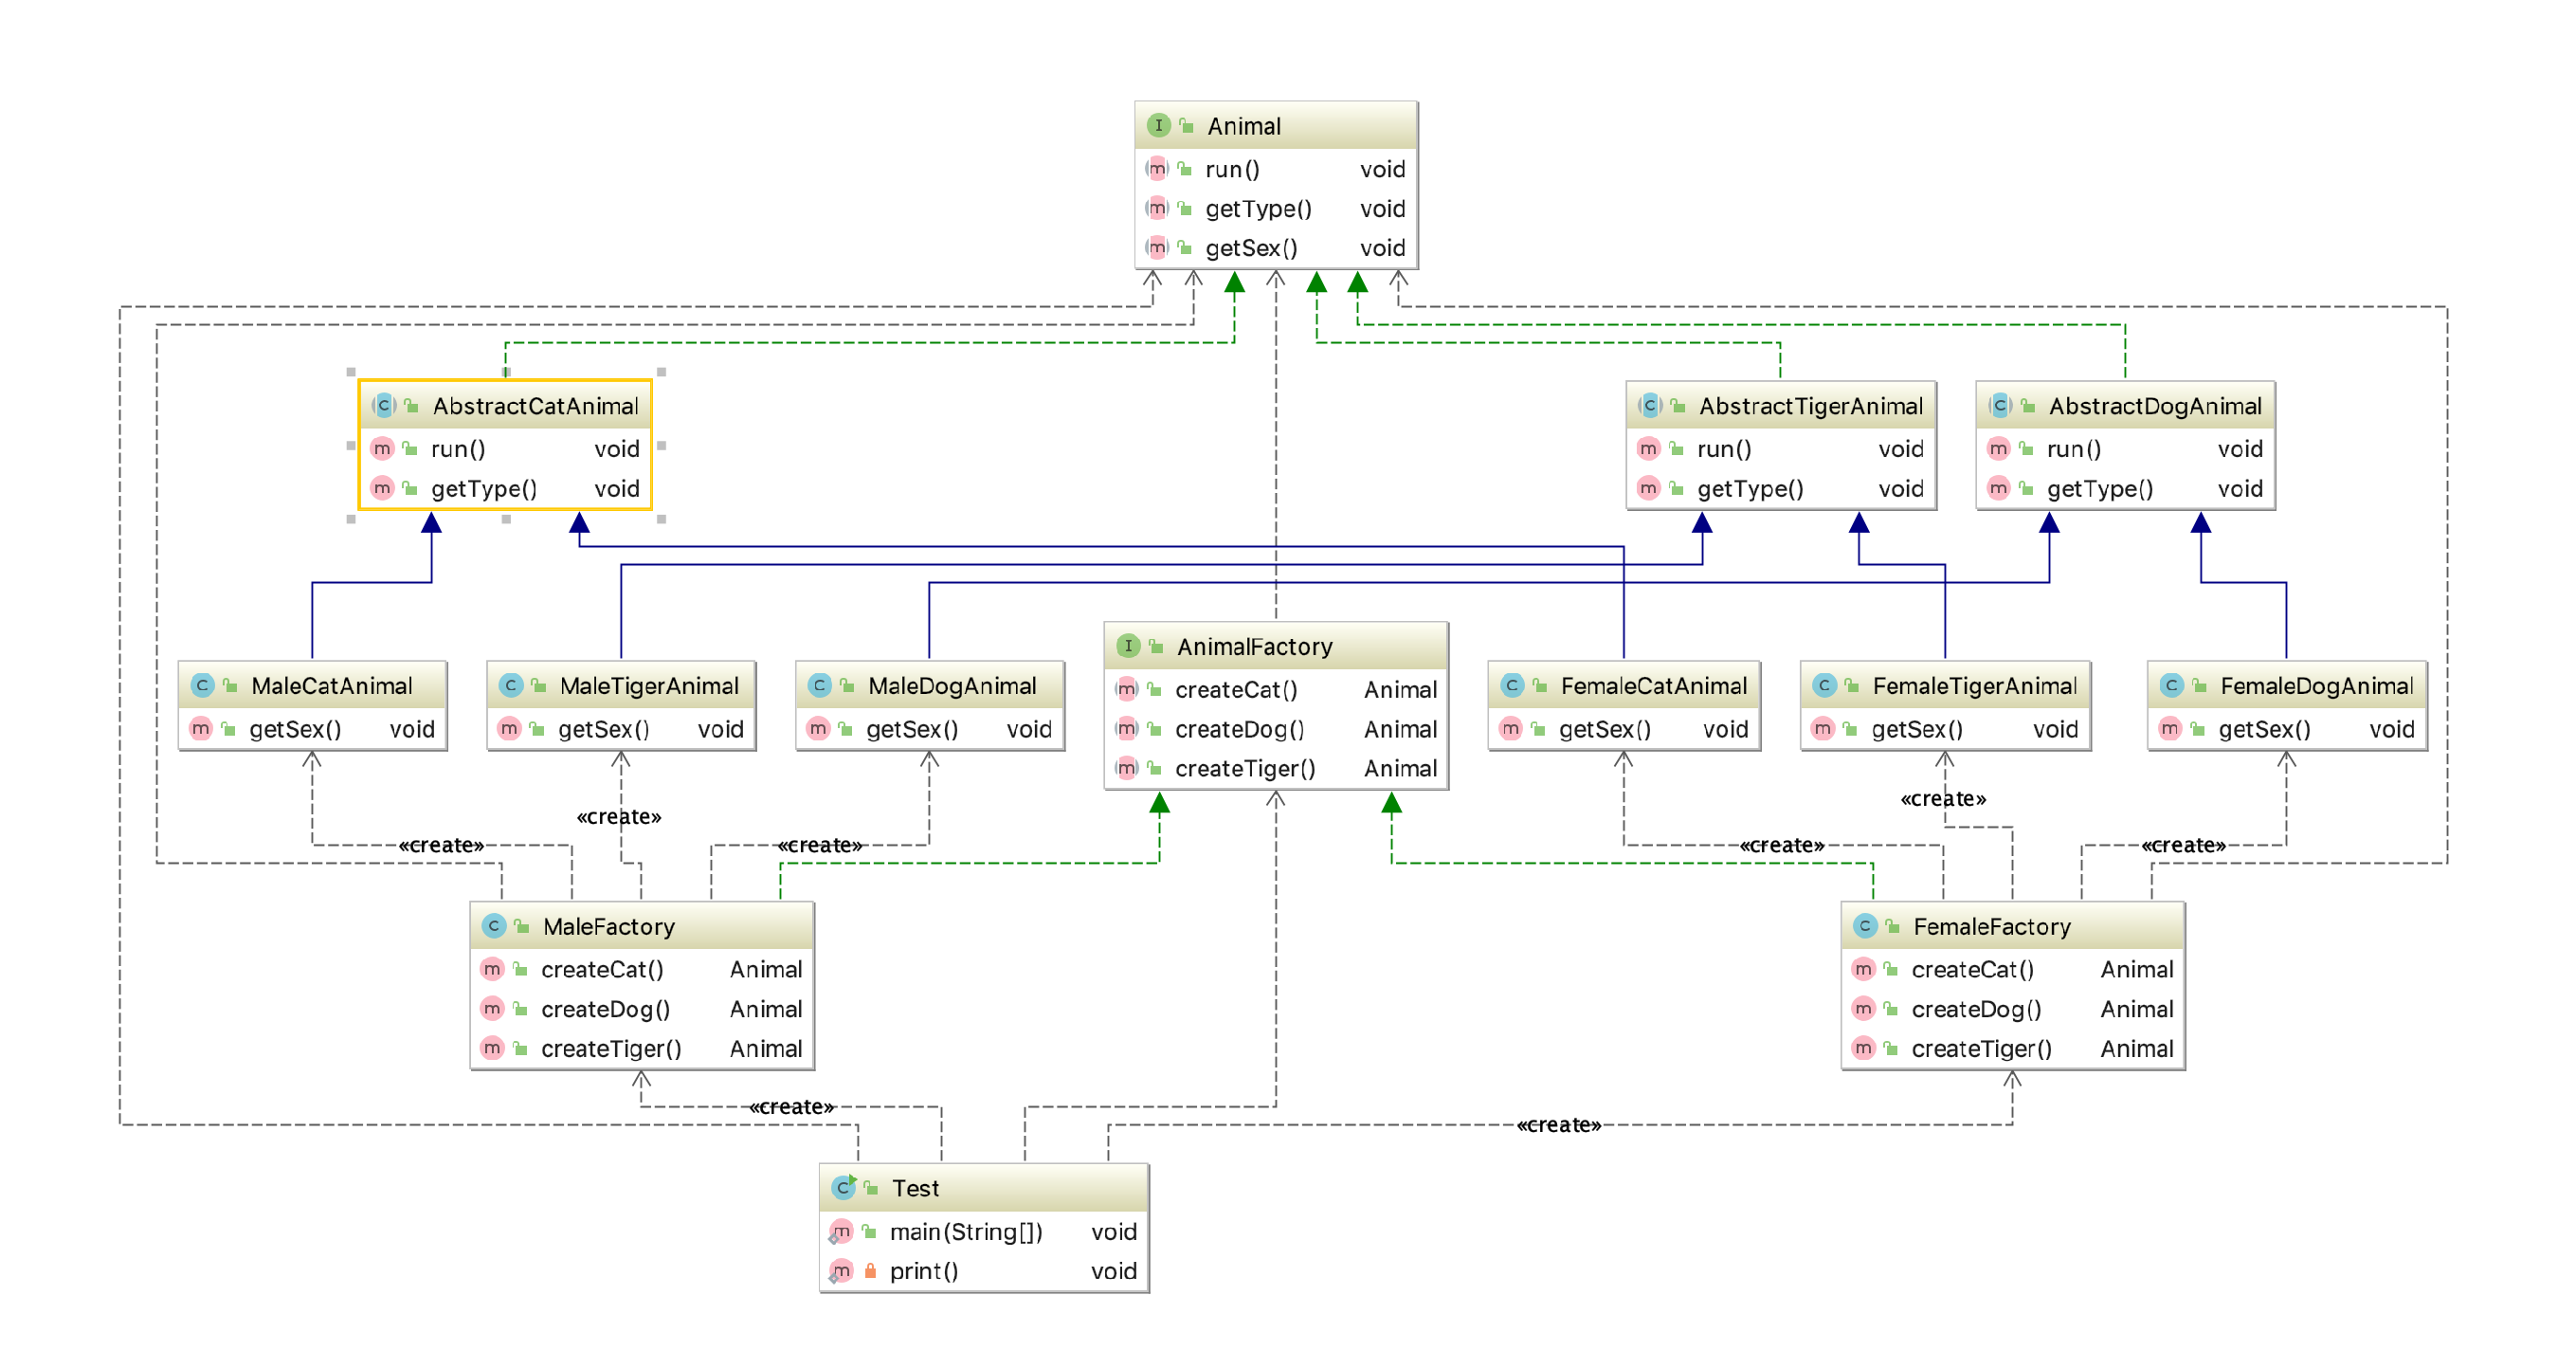 Animal
run() void
getType() void
getSex() void
AbstractCatAnimal
run() void
getType() void
AbstractTigerAnimal
run() void
getType() void
AbstractDogAnimal
run() void
getType() void
MaleCatAnimal
getSex() void
MaleTigerAnimal
getSex() void
MaleDogAnimal
getSex() void
AnimalFactory
createCat() Animal
createDog() Animal
createTiger() Animal
FemaleCatAnimal
getSex() void
FemaleTigerAnimal
getSex() void
FemaleDogAnimal
getSex() void
«create»
«create»
«create»
«create»
«create»
«create»
MaleFactory
createCat() Animal
createDog() Animal
createTiger() Animal
FemaleFactory
createCat() Animal
createDog() Animal
createTiger() Animal
«create»
«create»
Test
main(String[]) void
print() void